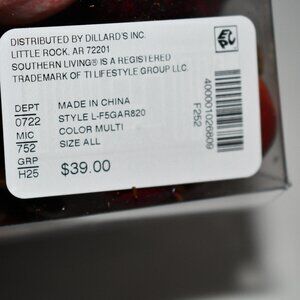 DISTRIBUTED BY DILLARD'S INC.
LITTLE ROCK, AR 72201
SOUTHERN LIVING® IS A REGISTERED
TRADEMARK OF TI LIFESTYLE GROUP LLC.
DEPT
0722
MIC
752
GRP
H25
MADE IN CHINA
STYLE L-F5GAR820
COLOR MULTI
SIZE ALL
$39.00
400001026809
F252